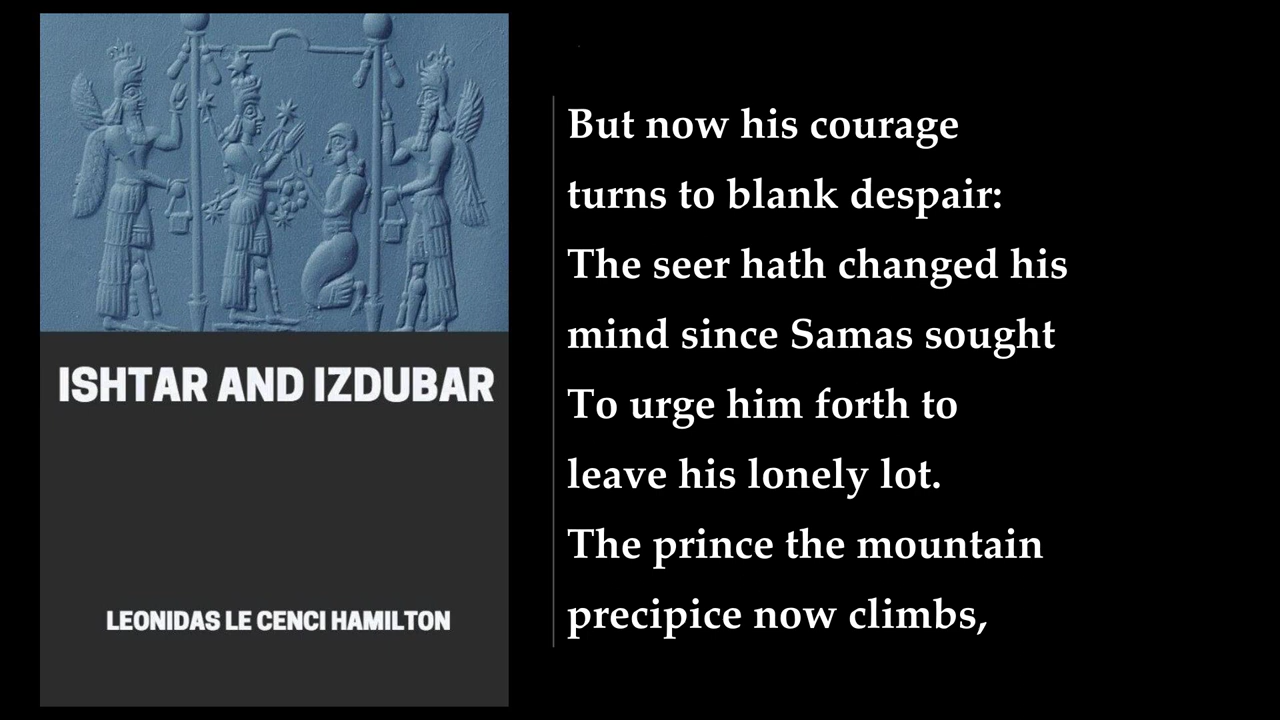 ISHTAR AND IZDUBAR
LEONIDAS LE CENCI HAMILTON
But now his courage
turns to blank despair:
The seer hath changed his
mind since Samas sought
To urge him forth to
leave his lonely lot.
The prince the mountain
precipice now climbs,